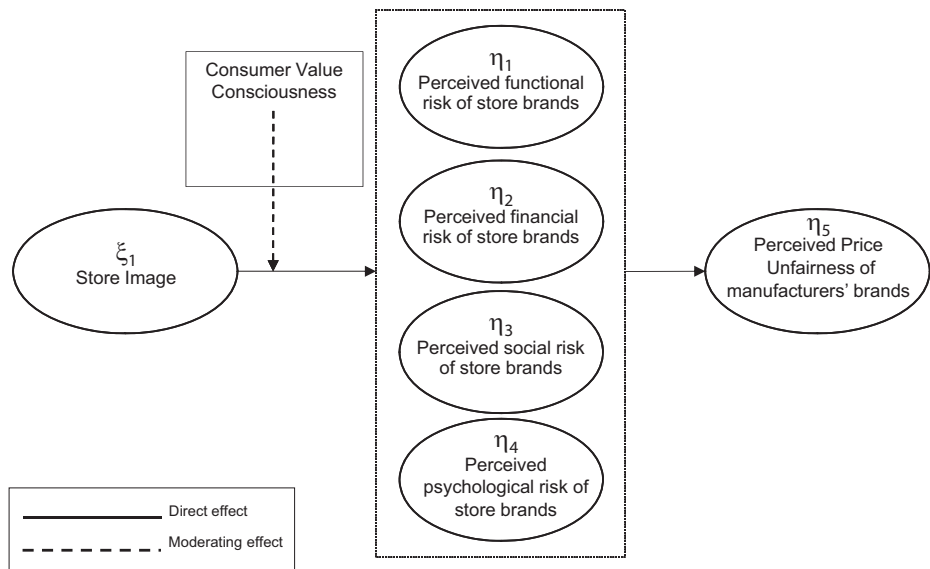 Consumer Value
Consciousness
ξ1
Store Image
η1
Perceived functional
risk of store brands
η2
Perceived financial
risk of store brands
η3
Perceived social risk
of store brands
η4
Perceived
psychological risk of
store brands
η5
Perceived Price
Unfairness of
manufacturers’ brands
Direct effect
Moderating effect